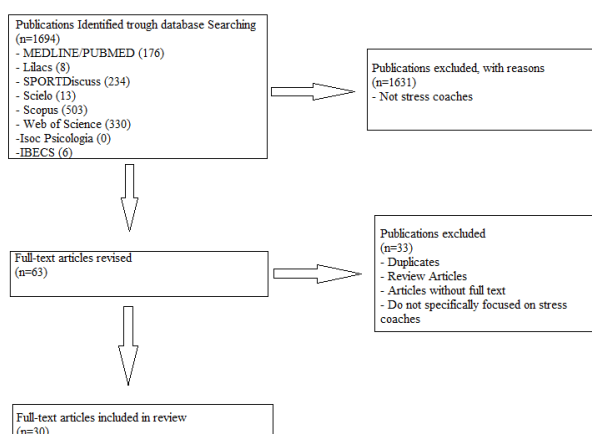 Publications Identified trough database Searching
(n=1694)
- MEDLINE/PUBMED (176)
- Lilacs (8)
- SPORTDiscuss (234)
- Scielo (13)
- Scopus (503)
- Web of Science (330)
-Isoc Psicologia (0)
-IBECS (6)
Publications excluded, with reasons
(n=1631)
- Not stress coaches
Full-text articles revised
(n=63)
Publications excluded
(n=33)
- Duplicates
- Review Articles
- Articles without full text
- Do not specifically focused on stress
coaches
Full-text articles included in review
(n=30)